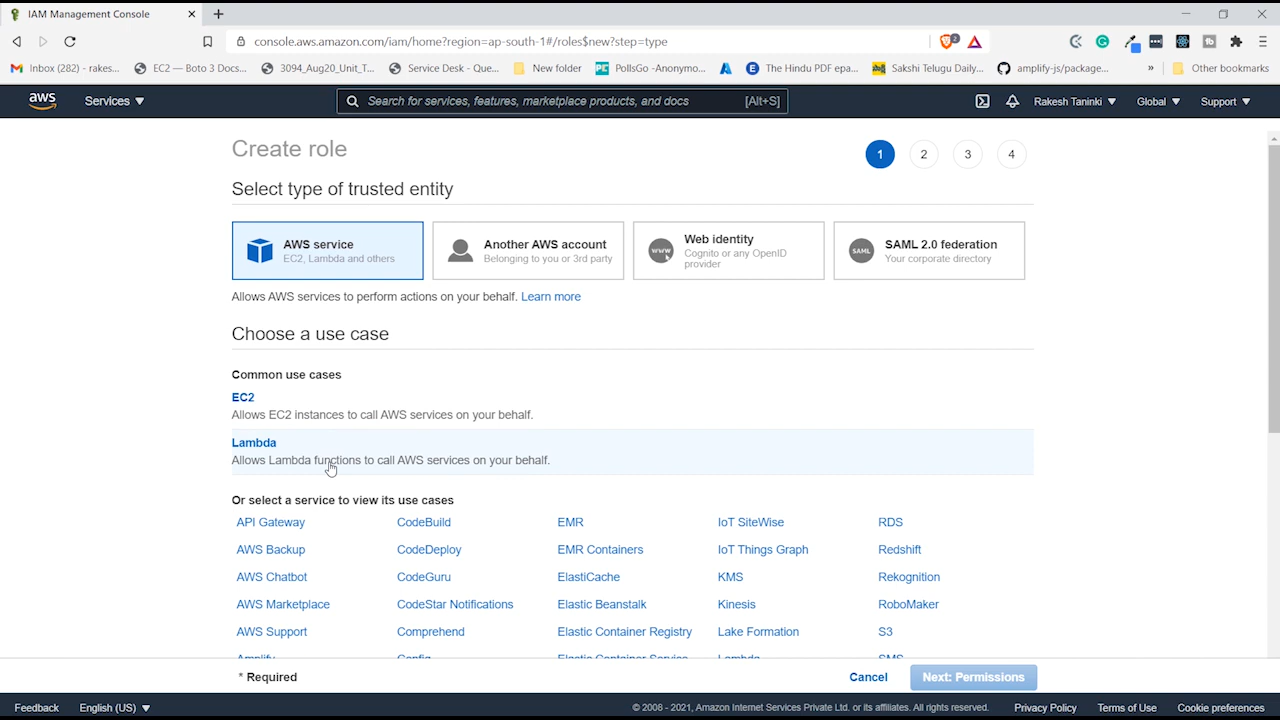 IAM Management Console
console.aws.amazon.com/iam/home?region=ap-south-1#/roles$new?step=type
2
Inbox (282) - rakes...
EC2 — Boto 3 Docs...
3094_Aug20_Unit_T...
Service Desk - Que...
New folder
PollsGo -Anonymo...
The Hindu PDF epa...
Sakshi Telugu Daily...
amplify-js/package...
»
Other bookmarks
aws
Services
Search for services, features, marketplace products, and docs
[Alt+S]
Rakesh Taninki
Global
Support
Create role
1 2 3 4
Select type of trusted entity
AWS service
EC2, Lambda and others
Another AWS account
Belonging to you or 3rd party
WWW
Web identity
Cognito or any OpenID
provider
SAML
SAML 2.0 federation
Your corporate directory
Allows AWS services to perform actions on your behalf. Learn more
Choose a use case
Common use cases
EC2
Allows EC2 instances to call AWS services on your behalf.
Lambda
Allows Lambda functions to call AWS services on your behalf.
Or select a service to view its use cases
API Gateway CodeBuild EMR IoT SiteWise RDS
AWS Backup CodeDeploy EMR Containers IoT Things Graph Redshift
AWS Chatbot CodeGuru ElastiCache KMS Rekognition
AWS Marketplace CodeStar Notifications Elastic Beanstalk Kinesis RoboMaker
AWS Support Comprehend Elastic Container Registry Lake Formation S3
Amplify Config Elastic Container Service Lambda SMS
* Required
Cancel
Next: Permissions
Feedback
English (US)
© 2008 - 2021, Amazon Internet Services Private Ltd. or its affiliates. All rights reserved.
Privacy Policy
Terms of Use
Cookie preferences